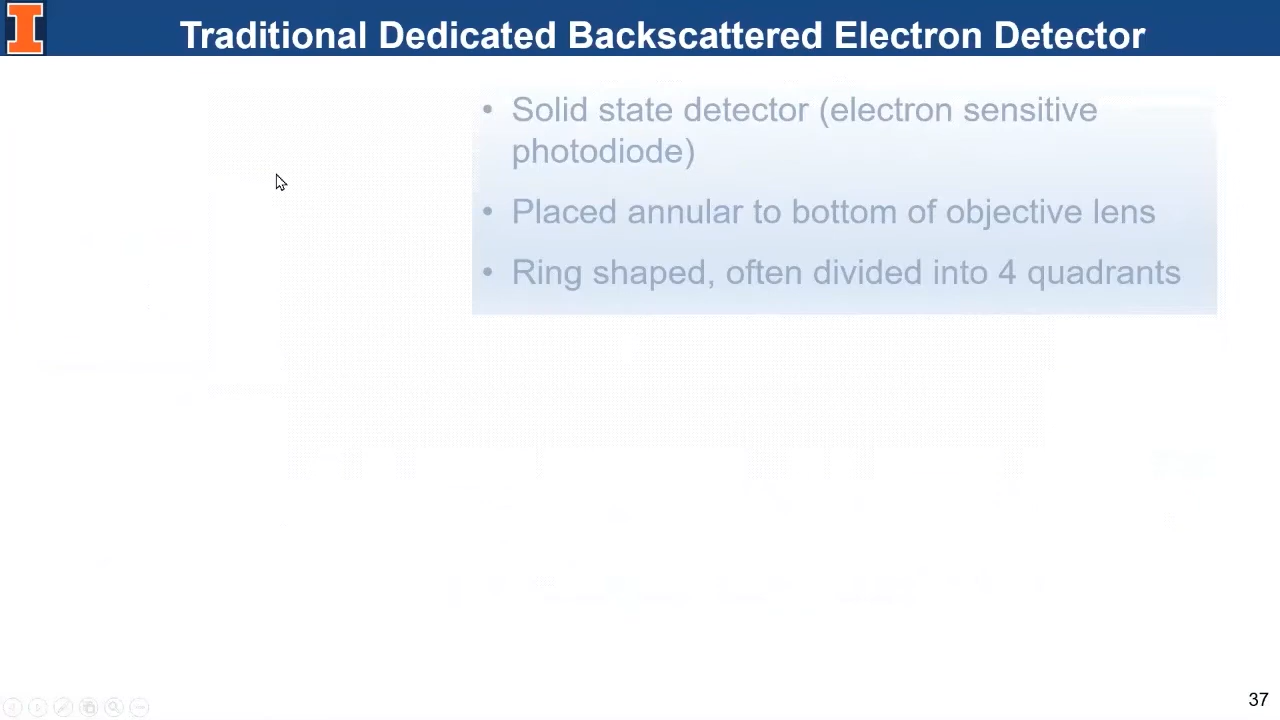 I
Traditional Dedicated Backscattered Electron Detector
• Solid state detector (electron sensitive
photodiode)
• Placed annular to bottom of objective lens
• Ring shaped, often divided into 4 quadrants
37